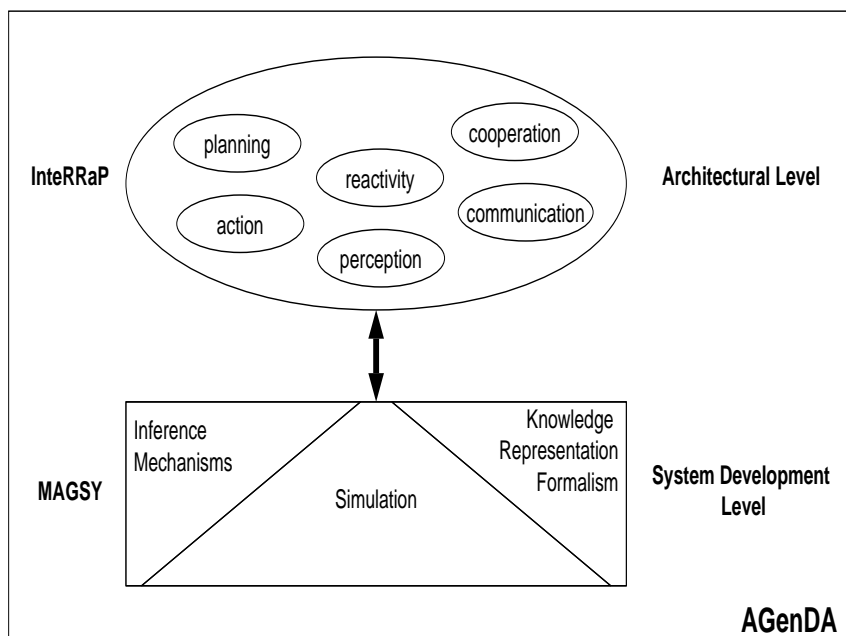 planning
cooperation
reactivity
InteRRaP
Architectural Level
action
communication
perception
Inference
Mechanisms
Knowledge
Representation
Formalism
MAGSY
Simulation
System Development
Level
AGenDA